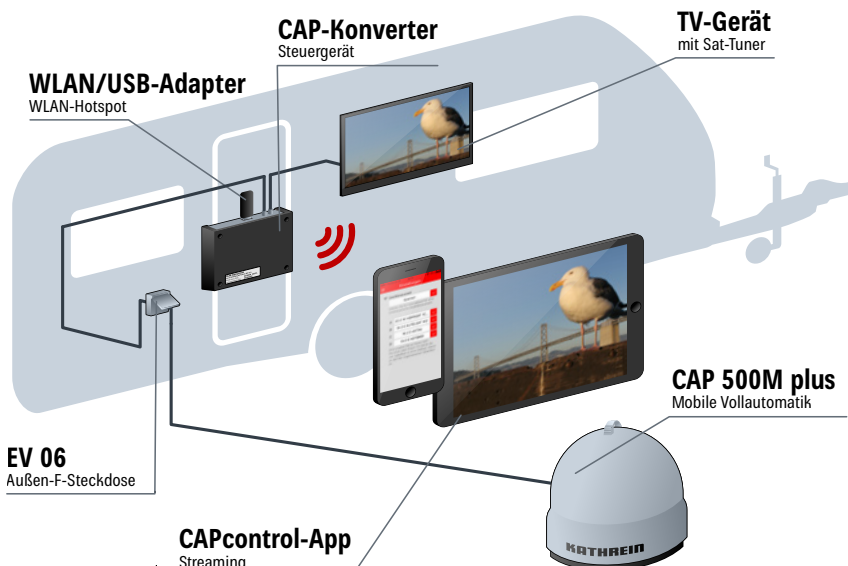 CAP-Konverter
Steuergerät
TV-Gerät
mit Sat-Tuner
WLAN/USB-Adapter
WLAN-Hotspot
CAP 500M plus
Mobile Vollautomatik
EV 06
Außen-F-Steckdose
CAPcontrol-App
Streaming
KATHREIN